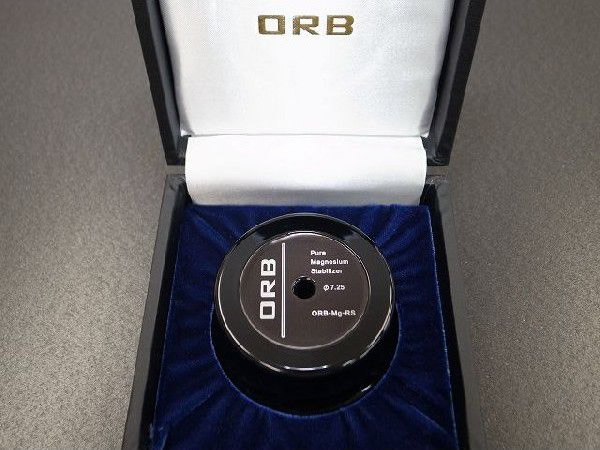 ORB
ORB
Pure
Magnesium
Stabilizer
φ7.25
ORB-Mg-RS